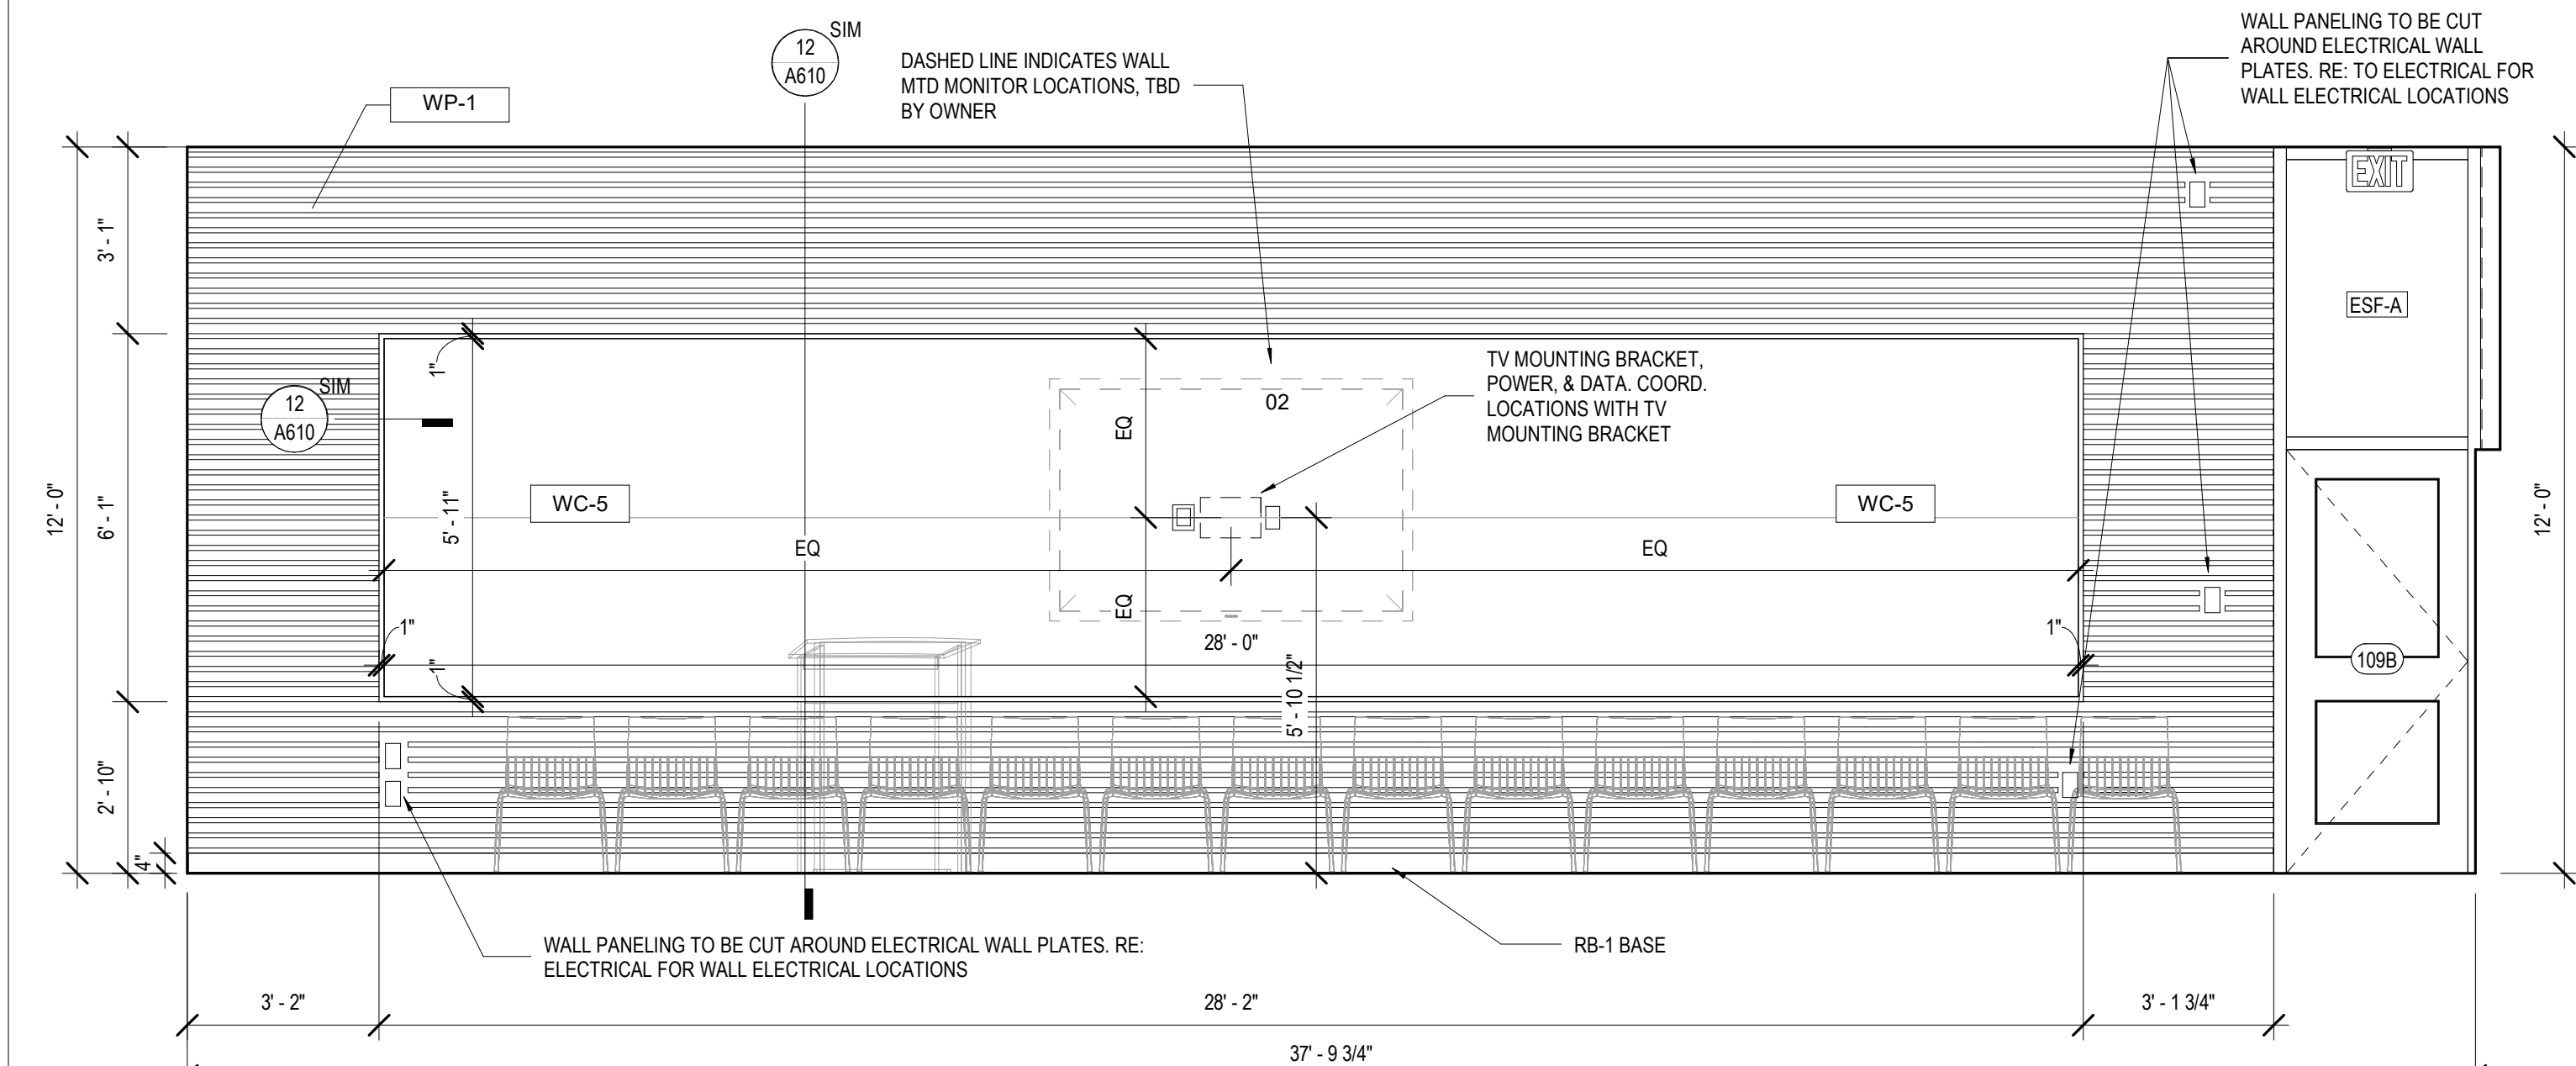 SIM
12
A610
DASHED LINE INDICATES WALL
MTD MONITOR LOCATIONS, TBD
BY OWNER
WALL PANELING TO BE CUT
AROUND ELECTRICAL WALL
PLATES. RE: TO ELECTRICAL FOR
WALL ELECTRICAL LOCATIONS
WP-1
EXIT
3' - 1"
ESF-A
1"
TV MOUNTING BRACKET,
POWER, & DATA. COORD.
LOCATIONS WITH TV
MOUNTING BRACKET
SIM
12
A610
02
EQ
12' - 0"
6' - 1"
5' - 11"
WC-5
WC-5
12' - 0"
EQ
EQ
EQ
1"
1"
28' - 0"
1"
109B
5' - 10 1/2"
2' - 10"
4"
WALL PANELING TO BE CUT AROUND ELECTRICAL WALL PLATES. RE:
ELECTRICAL FOR WALL ELECTRICAL LOCATIONS
RB-1 BASE
3' - 2"
28' - 2"
3' - 1 3/4"
37' - 9 3/4"